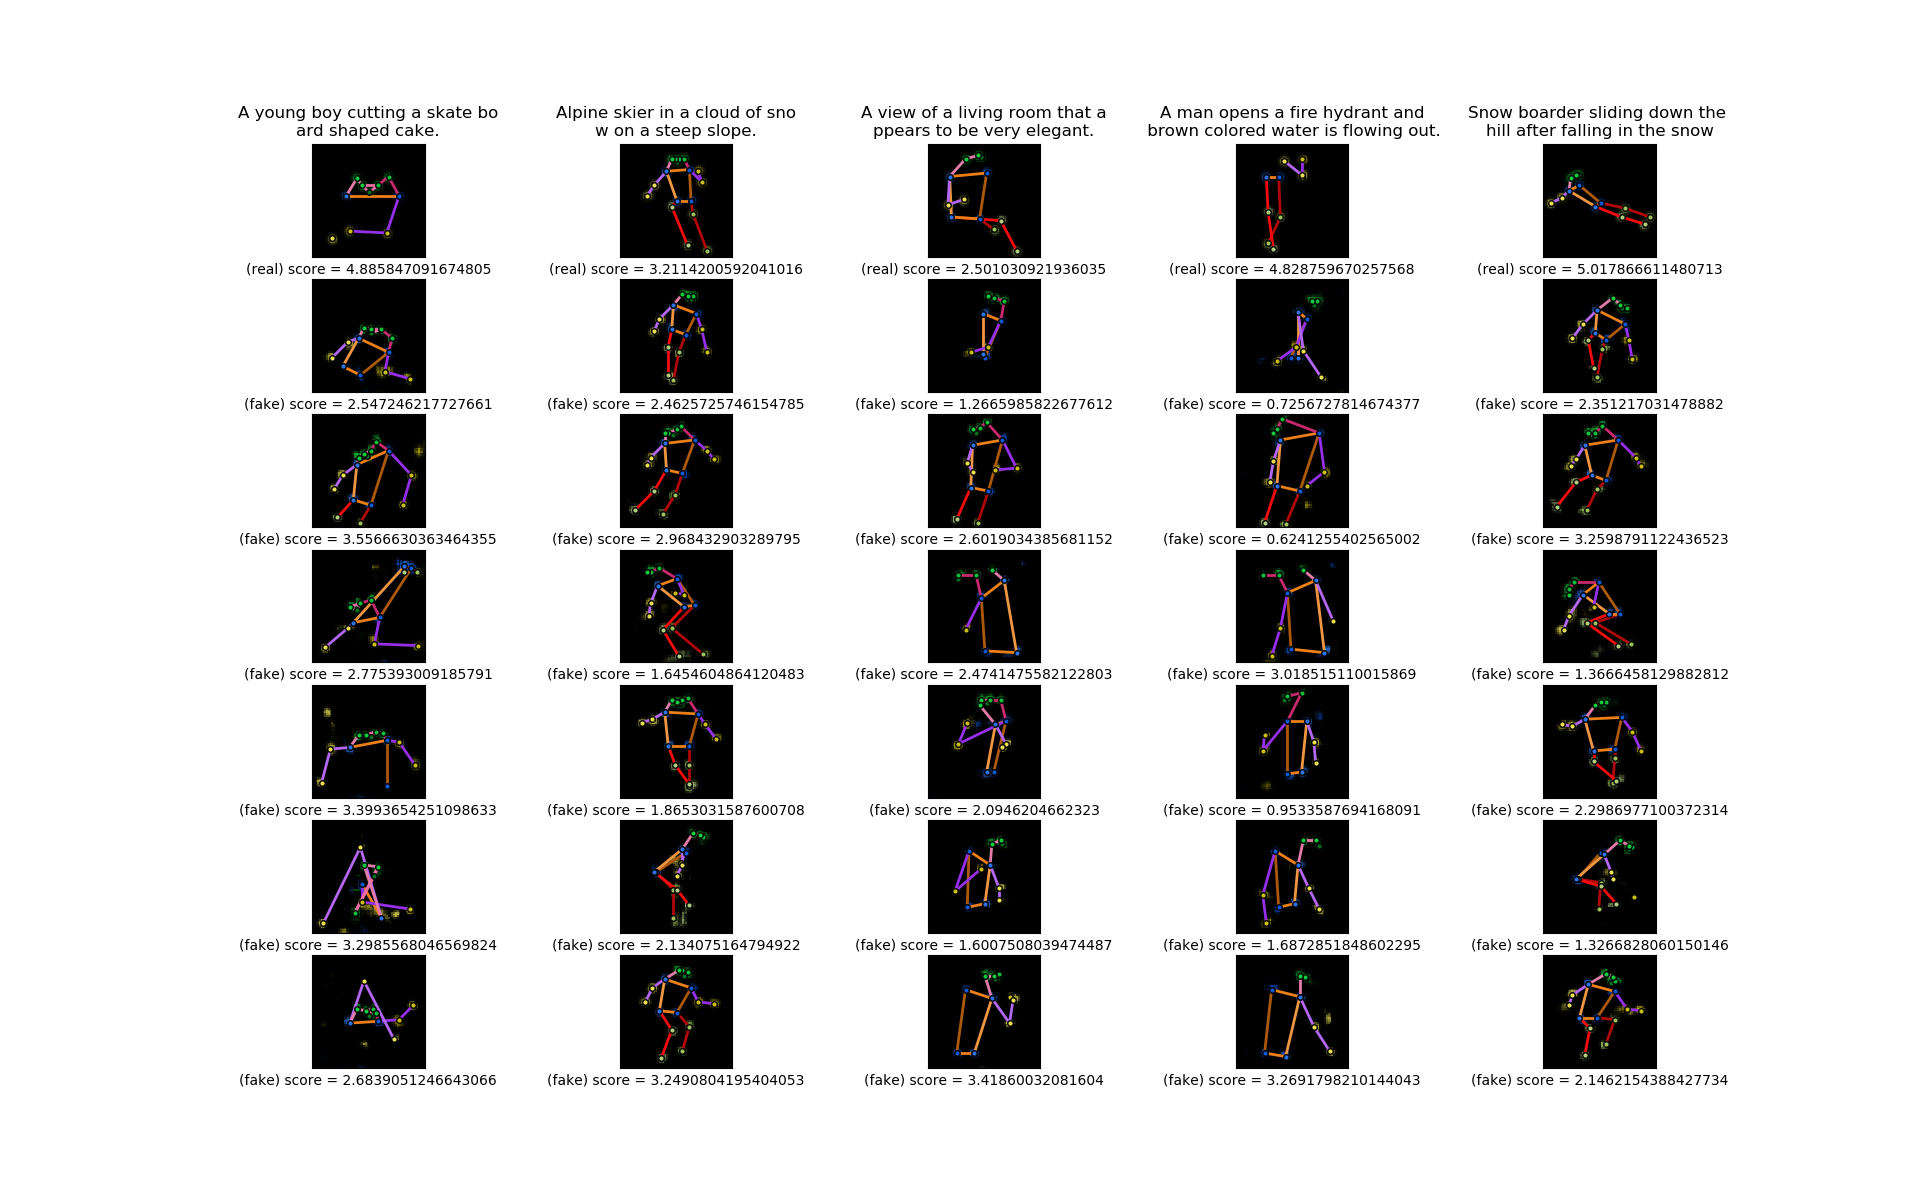 A young boy cutting a skate bo
ard shaped cake.
Alpine skier in a cloud of sno
w on a steep slope.
A view of a living room that a
ppears to be very elegant.
A man opens a fire hydrant and
brown colored water is flowing out.
Snow boarder sliding down the
hill after falling in the snow
(real) score = 4.885847091674805
(real) score = 3.2114200592041016
(real) score = 2.501030921936035
(real) score = 4.828759670257568
(real) score = 5.017866611480713
(fake) score = 2.547246217727661
(fake) score = 2.4625725746154785
(fake) score = 1.2665985822677612
(fake) score = 0.7256727814674377
(fake) score = 2.351217031478882
(fake) score = 3.5566630363464355
(fake) score = 2.968432903289795
(fake) score = 2.6019034385681152
(fake) score = 0.6241255402565002
(fake) score = 3.2598791122436523
(fake) score = 2.775393009185791
(fake) score = 1.6454604864120483
(fake) score = 2.4741475582122803
(fake) score = 3.018515110015869
(fake) score = 1.3666458129882812
(fake) score = 3.3993654251098633
(fake) score = 1.8653031587600708
(fake) score = 2.0946204662323
(fake) score = 0.9533587694168091
(fake) score = 2.2986977100372314
(fake) score = 3.2985568046569824
(fake) score = 2.134075164794922
(fake) score = 1.6007508039474487
(fake) score = 1.6872851848602295
(fake) score = 1.3266828060150146
(fake) score = 2.6839051246643066
(fake) score = 3.2490804195404053
(fake) score = 3.41860032081604
(fake) score = 3.2691798210144043
(fake) score = 2.1462154388427734